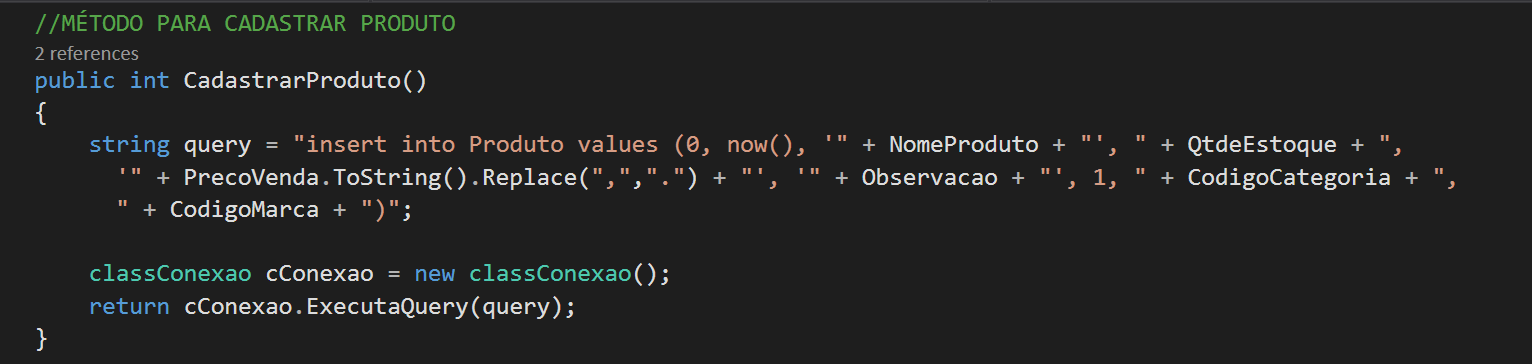 //MÉTODO PARA CADASTRAR PRODUTO
2 references
public int CadastrarProduto()
{
string query = "insert into Produto values (0, now(), '" + NomeProduto + "', " + QtdeEstoque + ",
'" + PrecoVenda.ToString().Replace(",",".") + "', '" + Observacao + "', 1, " + CodigoCategoria + ",
" + CodigoMarca + ")";
classConexao cConexao = new classConexao();
return cConexao.ExecutaQuery(query);
}